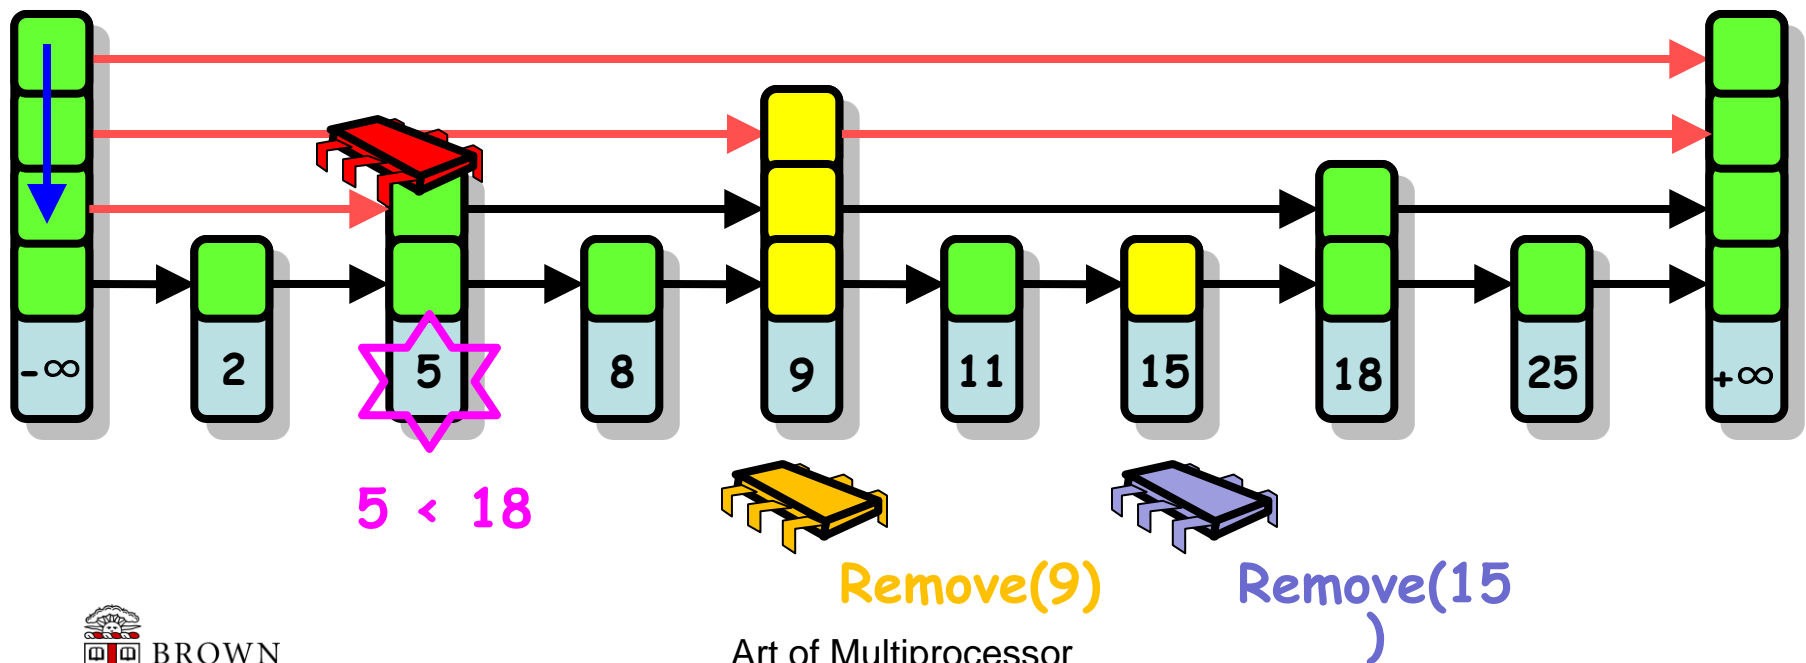 -∞ 2 5 8 9 11 15 18 25 +∞
5 < 18
Remove(9) Remove(15
)
BROWN
Art of Multiprocessor